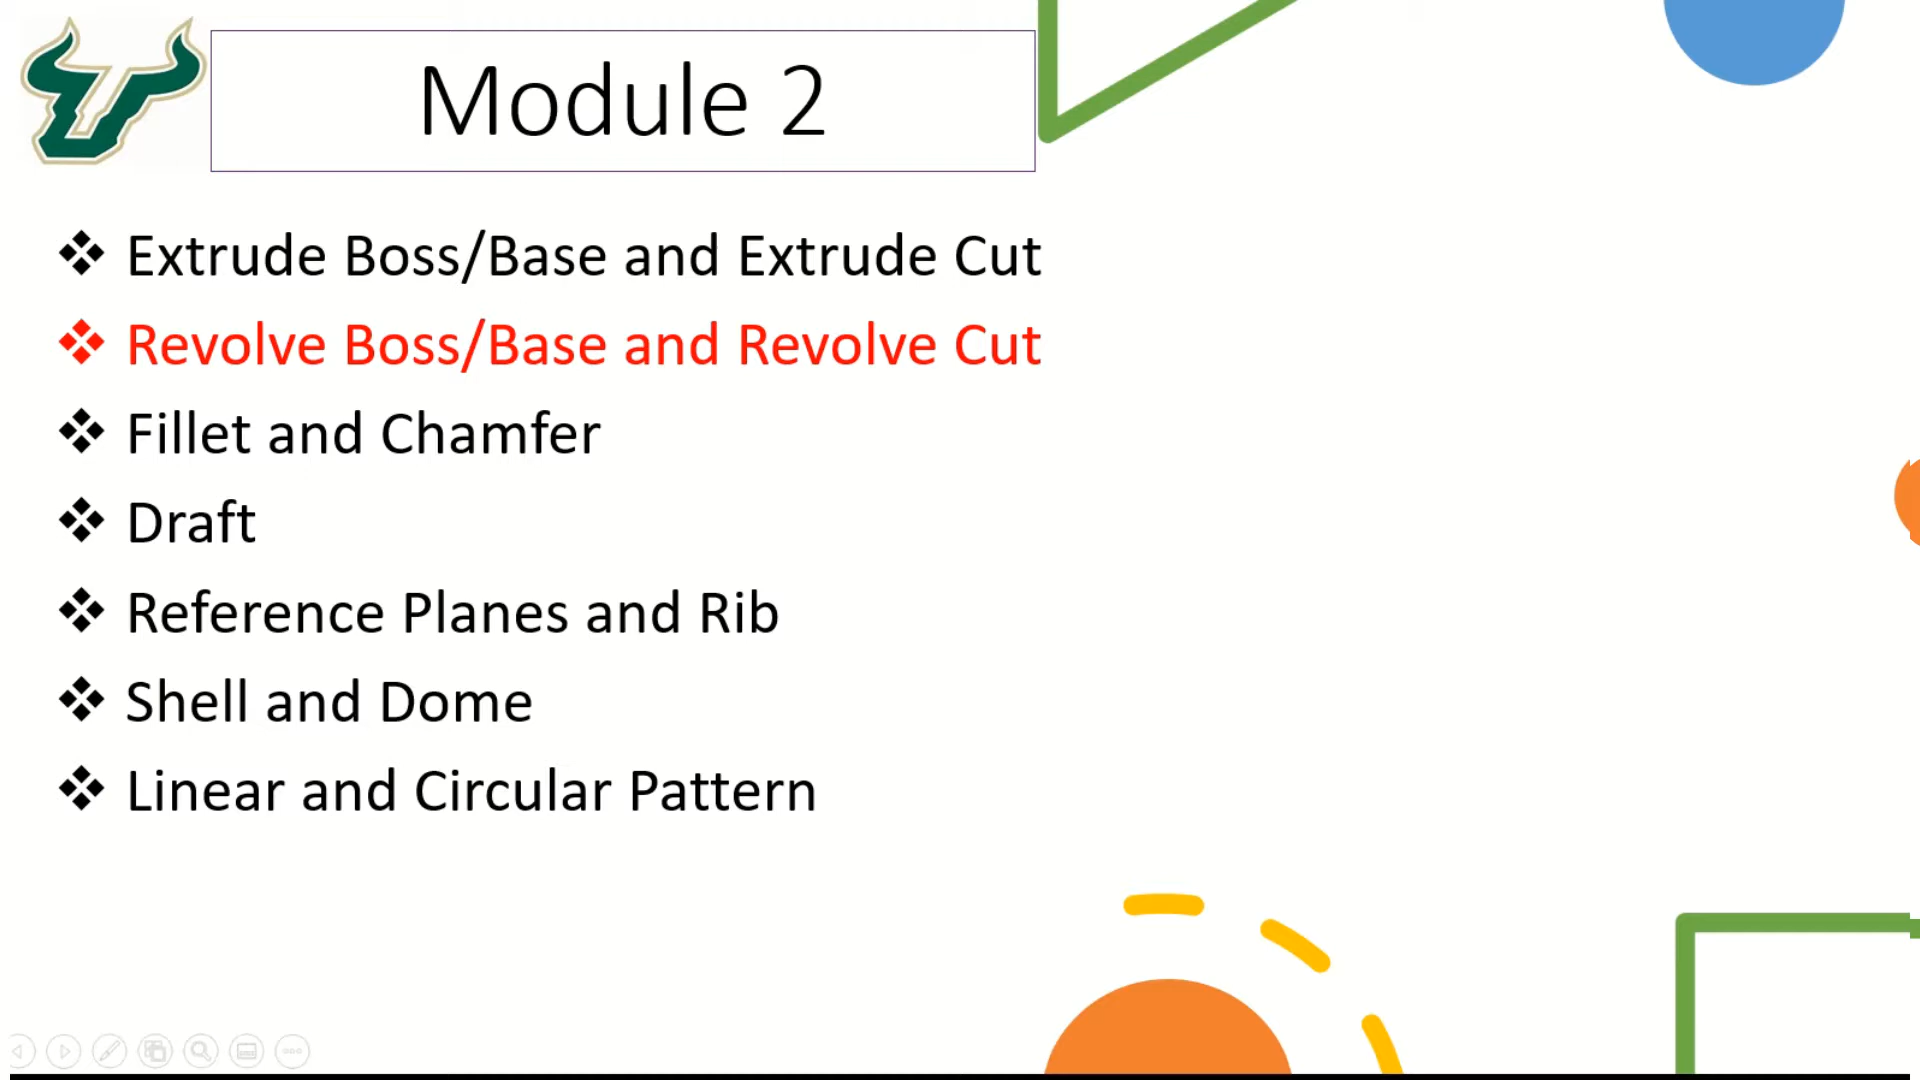 Module 2
❖ Extrude Boss/Base and Extrude Cut
❖ Revolve Boss/Base and Revolve Cut
❖ Fillet and Chamfer
❖ Draft
❖ Reference Planes and Rib
❖ Shell and Dome
❖ Linear and Circular Pattern